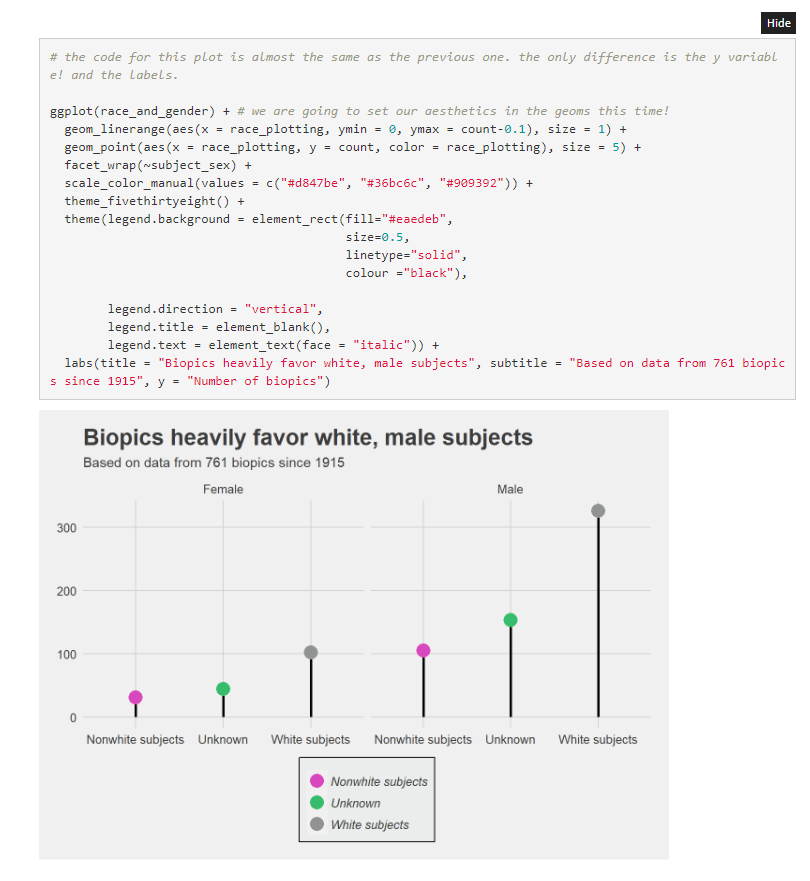 Hide
# the code for this plot is almost the same as the previous one. the only difference is the y variabl
e! and the labels.
ggplot(race_and_gender) + # we are going to set our aesthetics in the geoms this time!
geom_linerange(aes(x = race_plotting, ymin = 0, ymax = count-0.1), size = 1) +
geom_point(aes(x = race_plotting, y = count, color = race_plotting), size = 5) +
facet_wrap(~subject_sex) +
scale_color_manual(values = c("#d847be", "#36bc6c", "#909392")) +
theme_fivethirtyeight() +
theme(legend.background = element_rect(fill="#eaedeb",
size=0.5,
linetype="solid",
colour ="black"),
legend.direction = "vertical",
legend.title = element_blank(),
legend.text = element_text(face = "italic")) +
labs(title = "Biopics heavily favor white, male subjects", subtitle = "Based on data from 761 biopic
s since 1915", y = "Number of biopics")
Biopics heavily favor white, male subjects
Based on data from 761 biopics since 1915
Female Male
300
200
100
0
Nonwhite subjects Unknown White subjects Nonwhite subjects Unknown White subjects
Nonwhite subjects
Unknown
White subjects